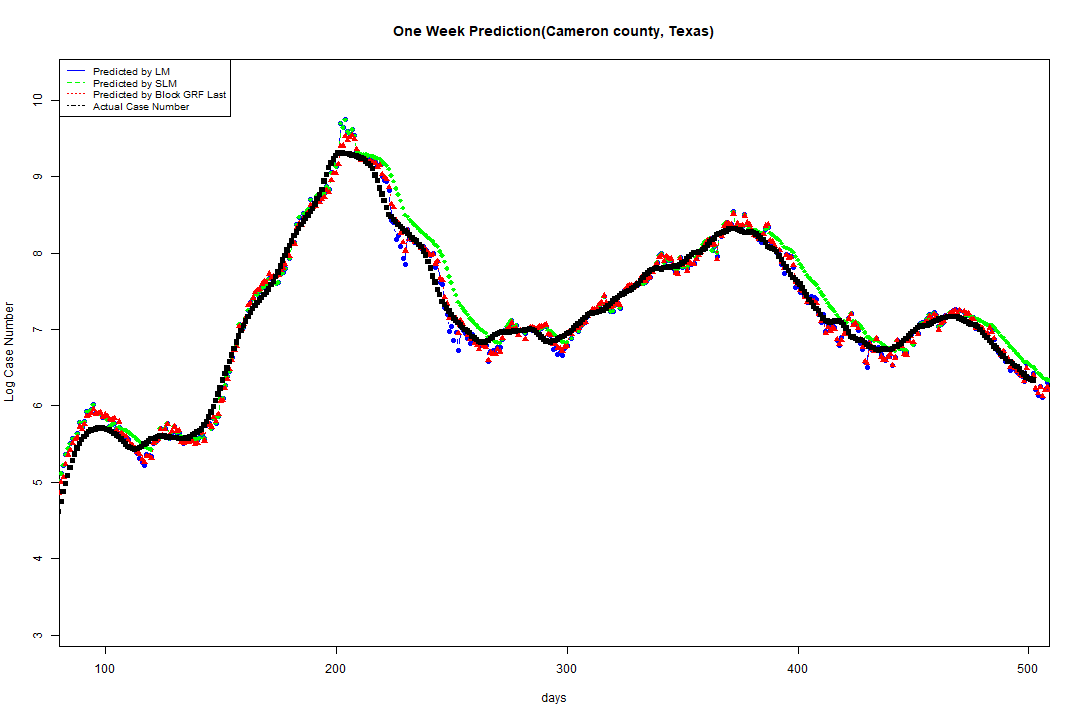 One Week Prediction(Cameron county, Texas)
Predicted by LM
Predicted by SLM
Predicted by Block GRF Last
Actual Case Number
Log Case Number
10
9
8
7
6
5
4
3
100 200 300 400 500
days